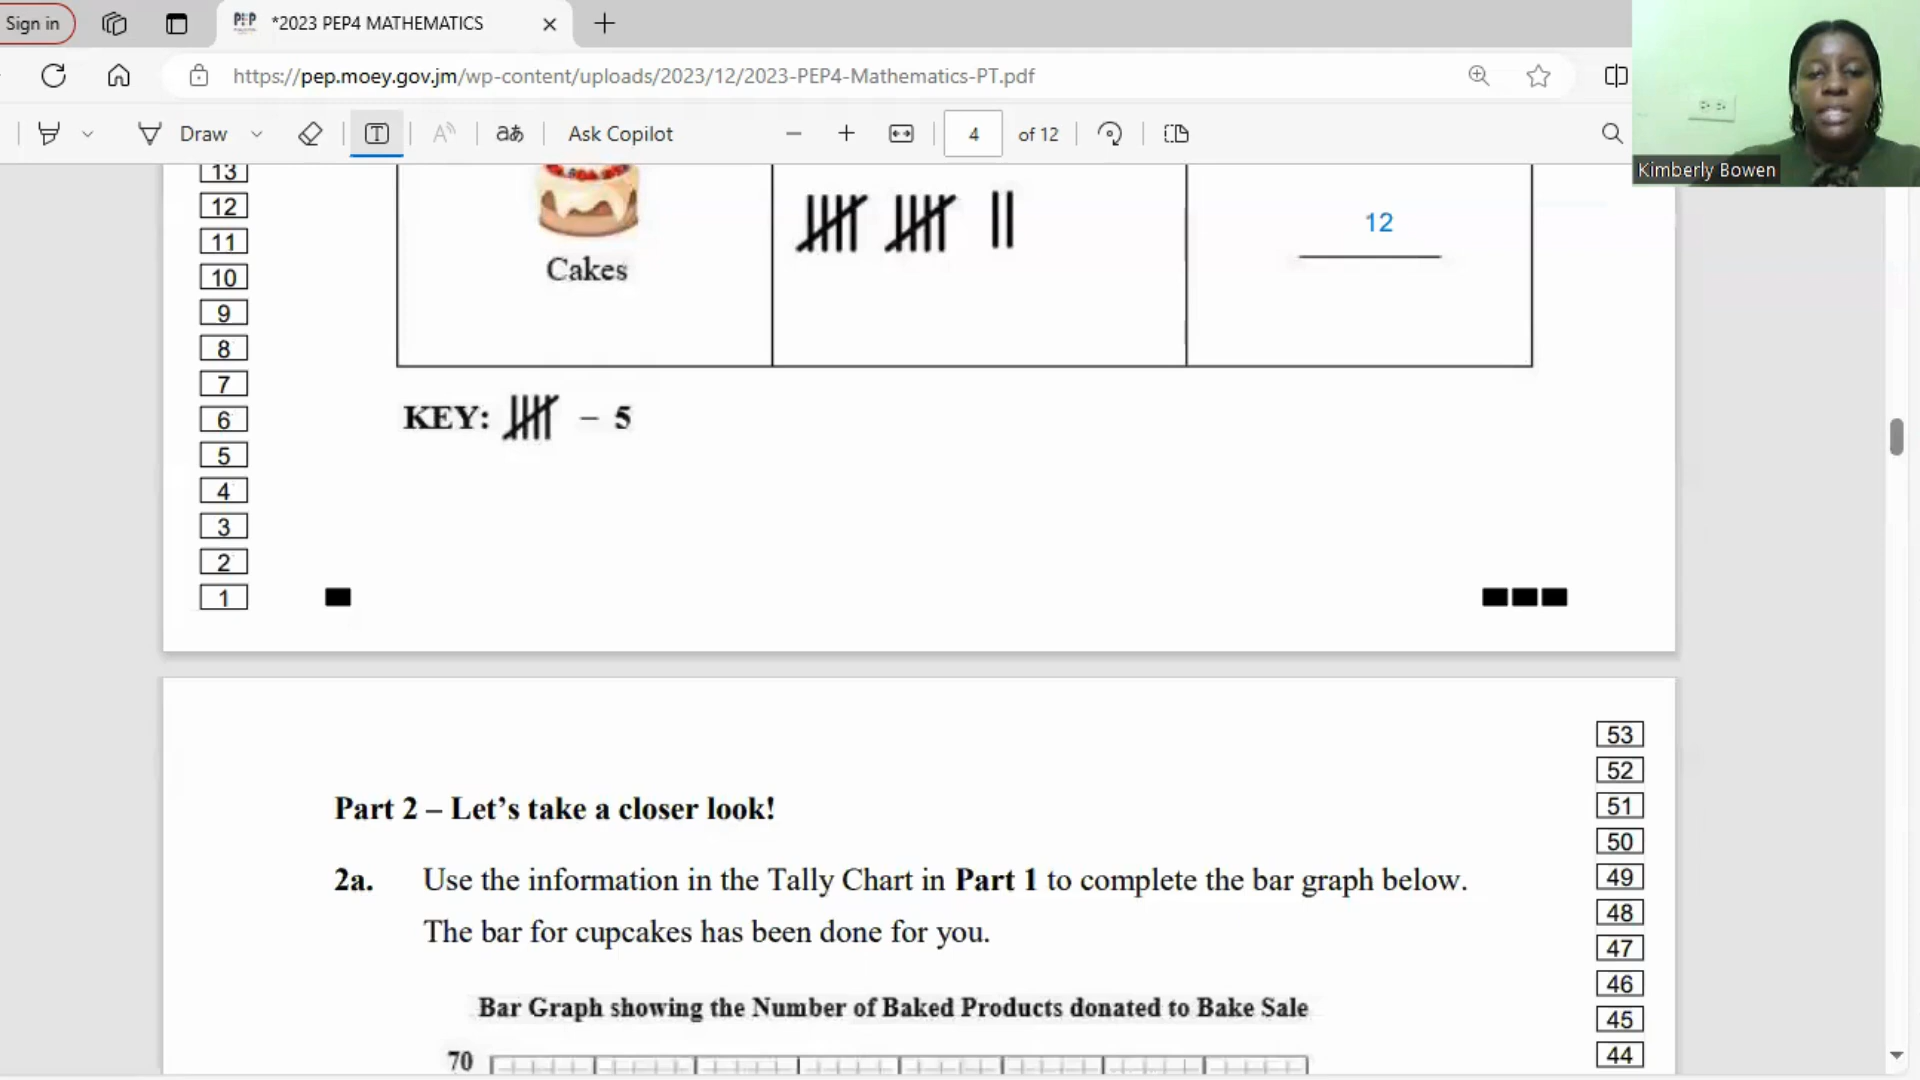 Sign in
PEP
*2023 PEP4 MATHEMATICS
https://pep.moey.gov.jm/wp-content/uploads/2023/12/2023-PEP4-Mathematics-PT.pdf
Draw
T
A
aあ
Ask Copilot
4
of 12
Kimberly Bowen
13
12
11
10
9
8
7
6
5
4
3
2
1
Cakes
12
KEY: – 5
53
52
51
50
49
48
47
46
45
44
Part 2 – Let’s take a closer look!
2a. Use the information in the Tally Chart in Part 1 to complete the bar graph below.
The bar for cupcakes has been done for you.
Bar Graph showing the Number of Baked Products donated to Bake Sale
70